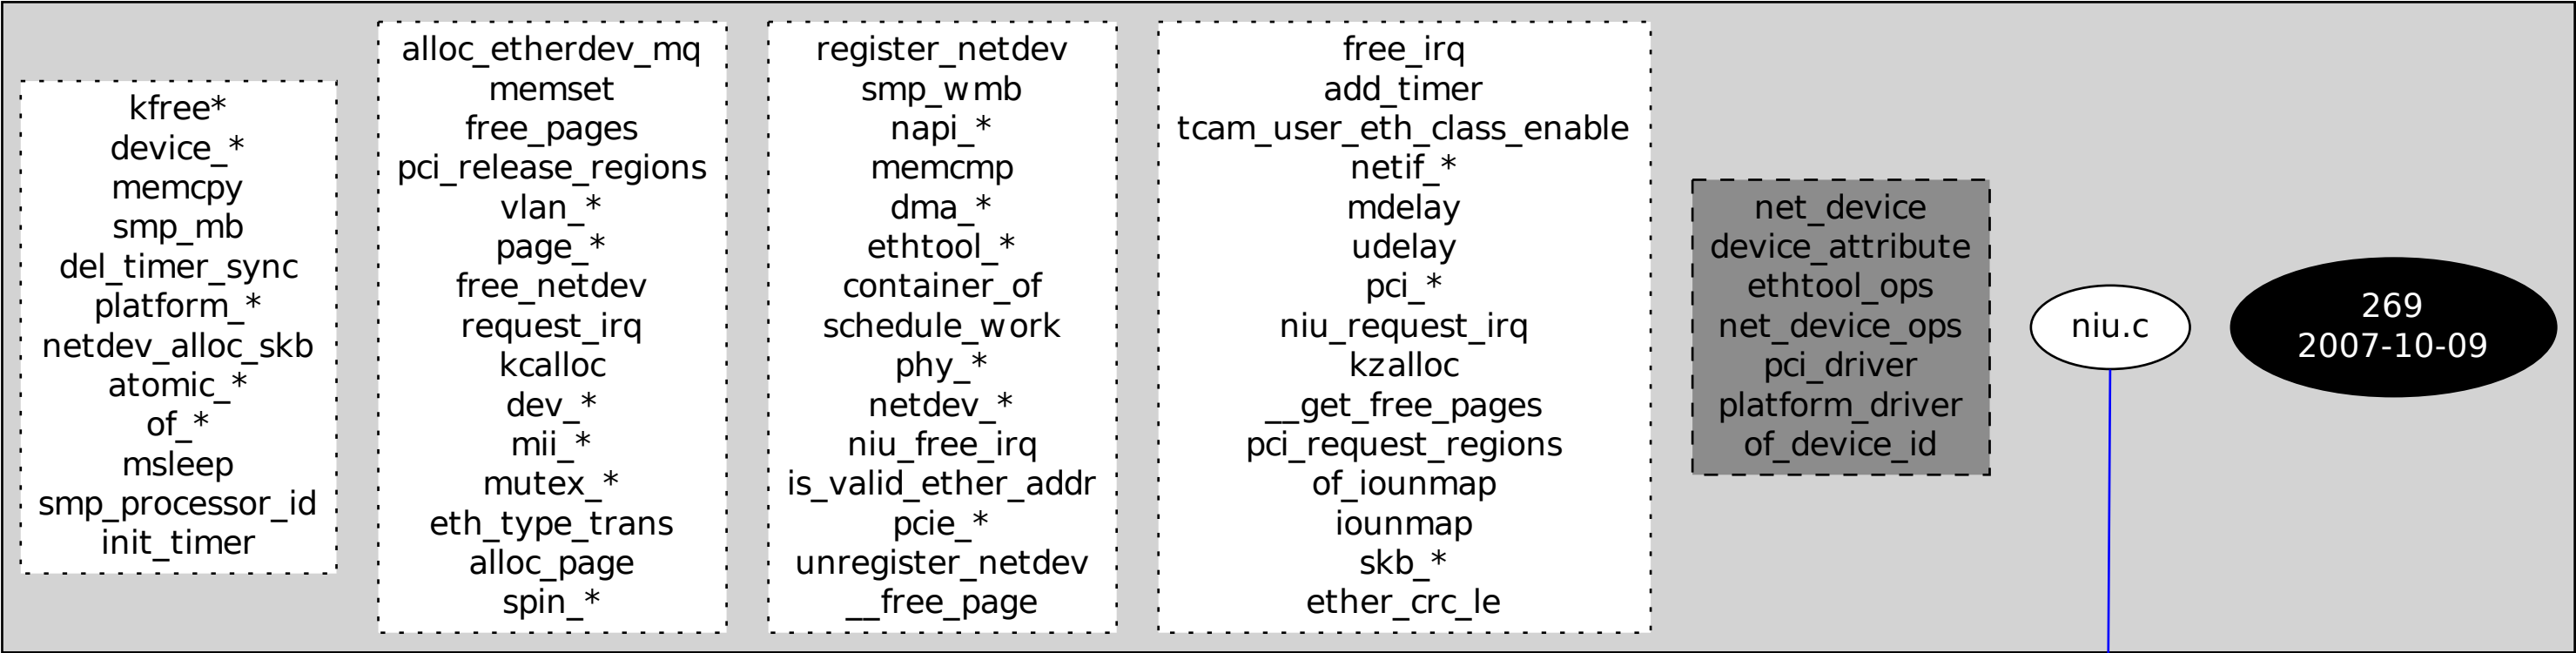 kfree*
device_*
memcpy
smp_mb
del_timer_sync
platform_*
netdev_alloc_skb
atomic_*
of_*
msleep
smp_processor_id
init_timer
alloc_etherdev_mq
memset
free_pages
pci_release_regions
vlan_*
page_*
free_netdev
request_irq
kcalloc
dev_*
mii_*
mutex_*
eth_type_trans
alloc_page
spin_*
register_netdev
smp_wmb
napi_*
memcmp
dma_*
ethtool_*
container_of
schedule_work
phy_*
netdev_*
niu_free_irq
is_valid_ether_addr
pcie_*
unregister_netdev
__free_page
free_irq
add_timer
tcam_user_eth_class_enable
netif_*
mdelay
udelay
pci_*
niu_request_irq
kzalloc
__get_free_pages
pci_request_regions
of_iounmap
iounmap
skb_*
ether_crc_le
net_device
device_attribute
ethtool_ops
net_device_ops
pci_driver
platform_driver
of_device_id
niu.c
269
2007-10-09